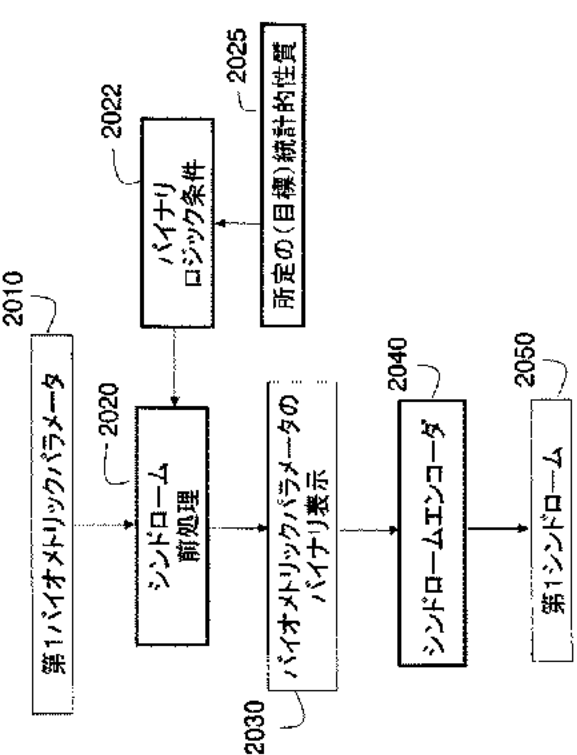 2010
第1バイオメトリックパラメータ
2020
シンドローム
前処理
2022
バイナリ
ロジック条件
2025
所定の(目標)統計的性質
2030
バイオメトリックパラメータの
バイナリ表示
2040
シンドロームエンコーダ
2050
第1シンドローム